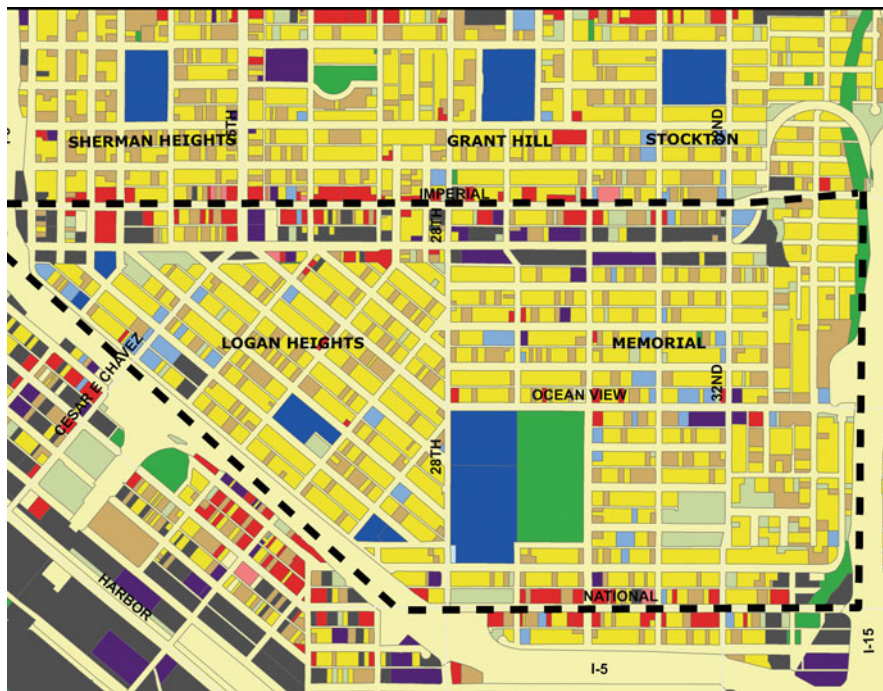 SHERMAN HEIGHTS
GRANT HILL
STOCKTON
32ND
IMPERIAL
28TH
LOGAN HEIGHTS
MEMORIAL
CESAR E CHAVEZ
32ND
OCEAN VIEW
28TH
HARBOR
NATIONAL
I-5
I-15